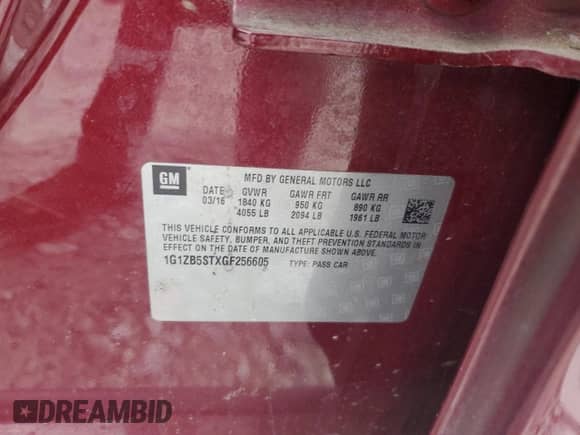 GM
MFD BY GENERAL MOTORS LLC
DATE GVWR GAWR FRT GAWR RR
03/16 1840 KG 950 KG 890 KG
4055 LB 2094 LB 1961 LB
THIS VEHICLE CONFORMS TO ALL APPLICABLE U.S. FEDERAL MOTOR
VEHICLE SAFETY, BUMPER, AND THEFT PREVENTION STANDARDS IN
EFFECT ON THE DATE OF MANUFACTURE SHOWN ABOVE.
1G1ZB5STXGF256605 TYPE: PASS CAR
DREAMBID